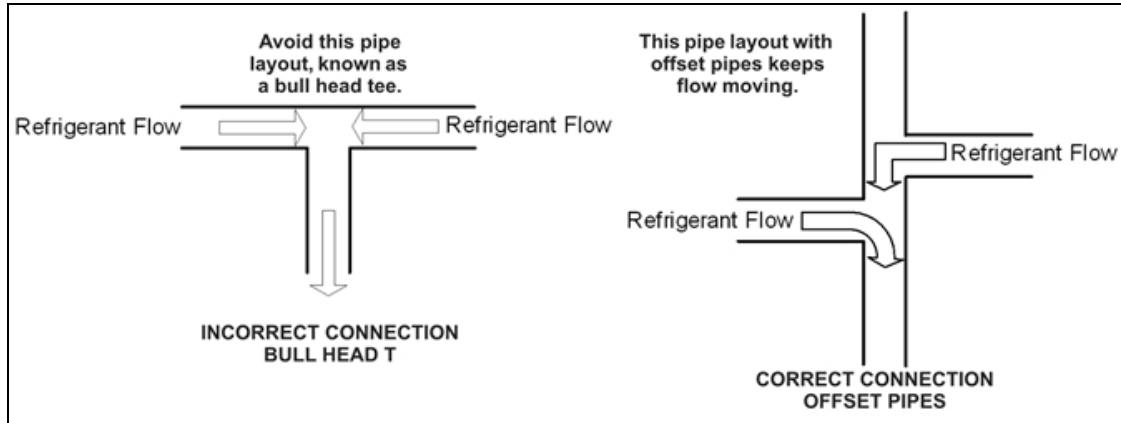 Avoid this pipe
layout, known as
a bull head tee.
Refrigerant Flow
Refrigerant Flow
INCORRECT CONNECTION
BULL HEAD T
This pipe layout with
offset pipes keeps
flow moving.
Refrigerant Flow
Refrigerant Flow
CORRECT CONNECTION
OFFSET PIPES